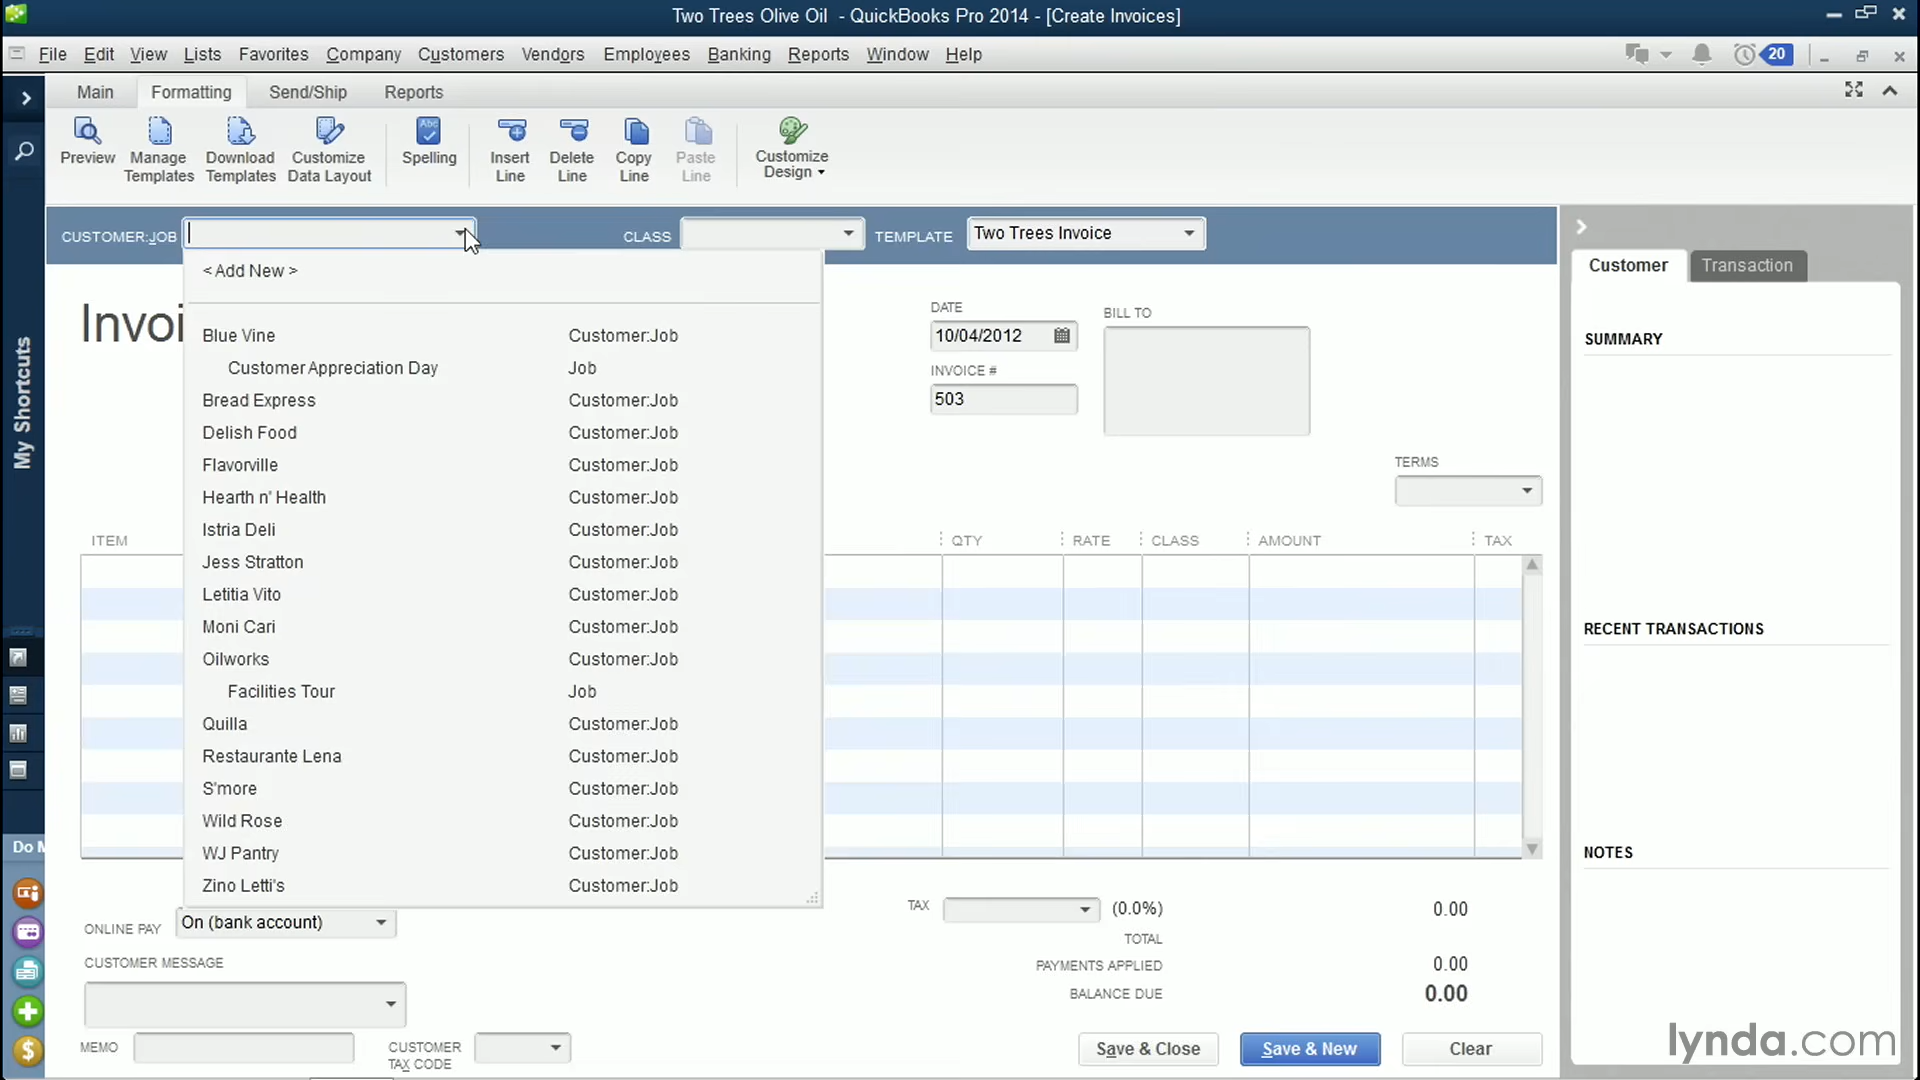 Two Trees Olive Oil - QuickBooks Pro 2014 - [Create Invoices]
File Edit View Lists Favorites Company Customers Vendors Employees Banking Reports Window Help 20
Main Formatting Send/Ship Reports
Preview Manage Templates Download Templates Customize Data Layout Abc Spelling Insert Line Delete Line Copy Line Paste Line Customize Design
CUSTOMER:JOB CLASS TEMPLATE Two Trees Invoice
Customer Transaction
< Add New >
Invoi
DATE
BILL TO
10/04/2012
INVOICE #
503
TERMS
SUMMARY
Blue Vine Customer:Job
Customer Appreciation Day Job
Bread Express Customer:Job
Delish Food Customer:Job
Flavorville Customer:Job
Hearth n' Health Customer:Job
Istria Deli Customer:Job
Jess Stratton Customer:Job
Letitia Vito Customer:Job
Moni Cari Customer:Job
Oilworks Customer:Job
Facilities Tour Job
Quilla Customer:Job
Restaurante Lena Customer:Job
S'more Customer:Job
Wild Rose Customer:Job
WJ Pantry Customer:Job
Zino Letti's Customer:Job
My Shortcuts
Do M
ITEM QTY RATE CLASS AMOUNT TAX
RECENT TRANSACTIONS
NOTES
ONLINE PAY On (bank account)
TAX (0.0%) 0.00
TOTAL
CUSTOMER MESSAGE
PAYMENTS APPLIED 0.00
BALANCE DUE 0.00
MEMO
CUSTOMER
TAX CODE
Save & Close Save & New Clear
lynda.com